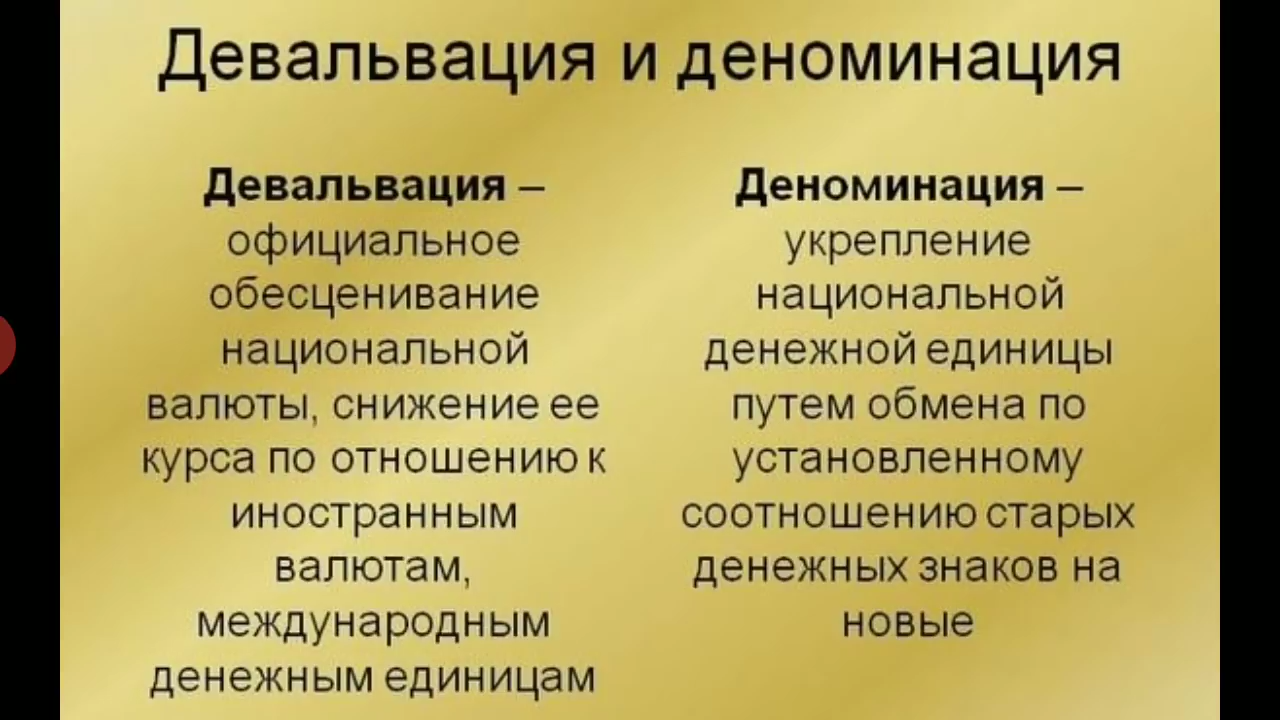 Девальвация и деноминация
Девальвация –
официальное
обесценивание
национальной
валюты, снижение ее
курса по отношению к
иностранным
валютам,
международным
денежным единицам
Деноминация –
укрепление
национальной
денежной единицы
путем обмена по
установленному
соотношению старых
денежных знаков на
новые